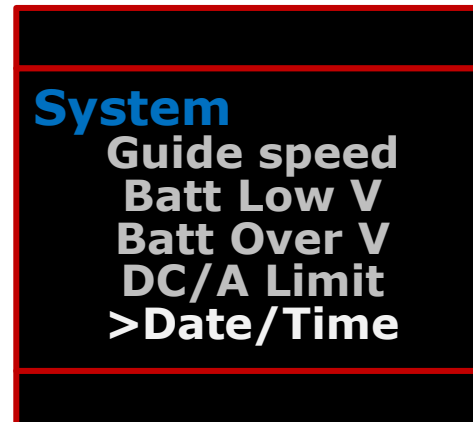 System
Guide speed
Batt Low V
Batt Over V
DC/A Limit
>Date/Time